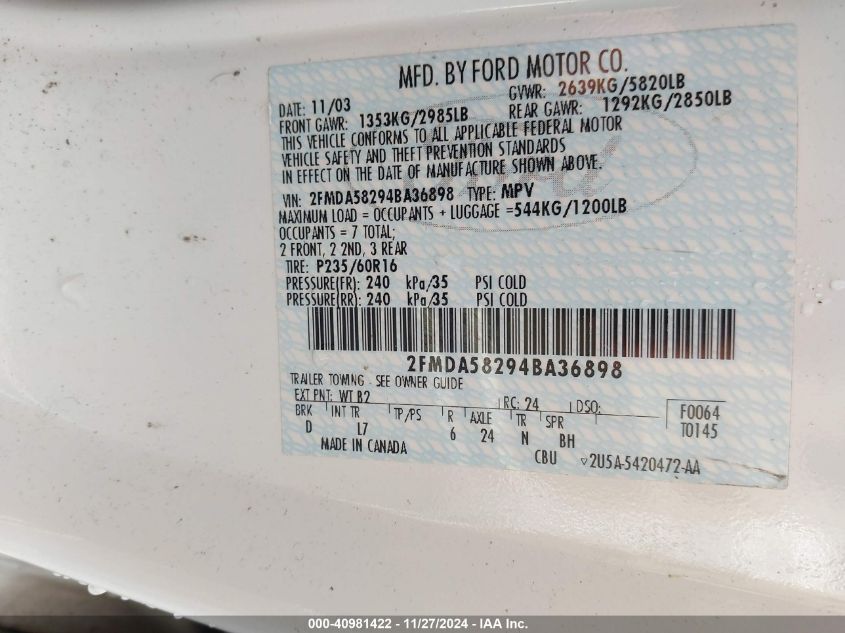 MFD. BY FORD MOTOR CO.
DATE: 11/03 GVWR: 2639KG/5820LB
FRONT GAWR: 1353KG/2985LB REAR GAWR: 1292KG/2850LB
THIS VEHICLE CONFORMS TO ALL APPLICABLE FEDERAL MOTOR
VEHICLE SAFETY AND THEFT PREVENTION STANDARDS
IN EFFECT ON THE DATE OF MANUFACTURE SHOWN ABOVE.
VIN: 2FMDA58294BA36898 TYPE: MPV
MAXIMUM LOAD = OCCUPANTS + LUGGAGE =544KG/1200LB
OCCUPANTS = 7 TOTAL;
2 FRONT, 2 2ND, 3 REAR
TIRE: P235/60R16
PRESSURE(FR): 240 kPa/35 PSI COLD
PRESSURE(RR): 240 kPa/35 PSI COLD
2FMDA58294BA36898
TRAILER TOWING - SEE OWNER GUIDE
EXT PNT: WT B2 RC: 24 DSO: F0064
BRK INT TR TP/PS R AXLE TR SPR T0145
D L7 6 24 N BH
MADE IN CANADA CBU 2U5A-5420472-AA
000-40981422 - 11/27/2024 - IAA Inc.